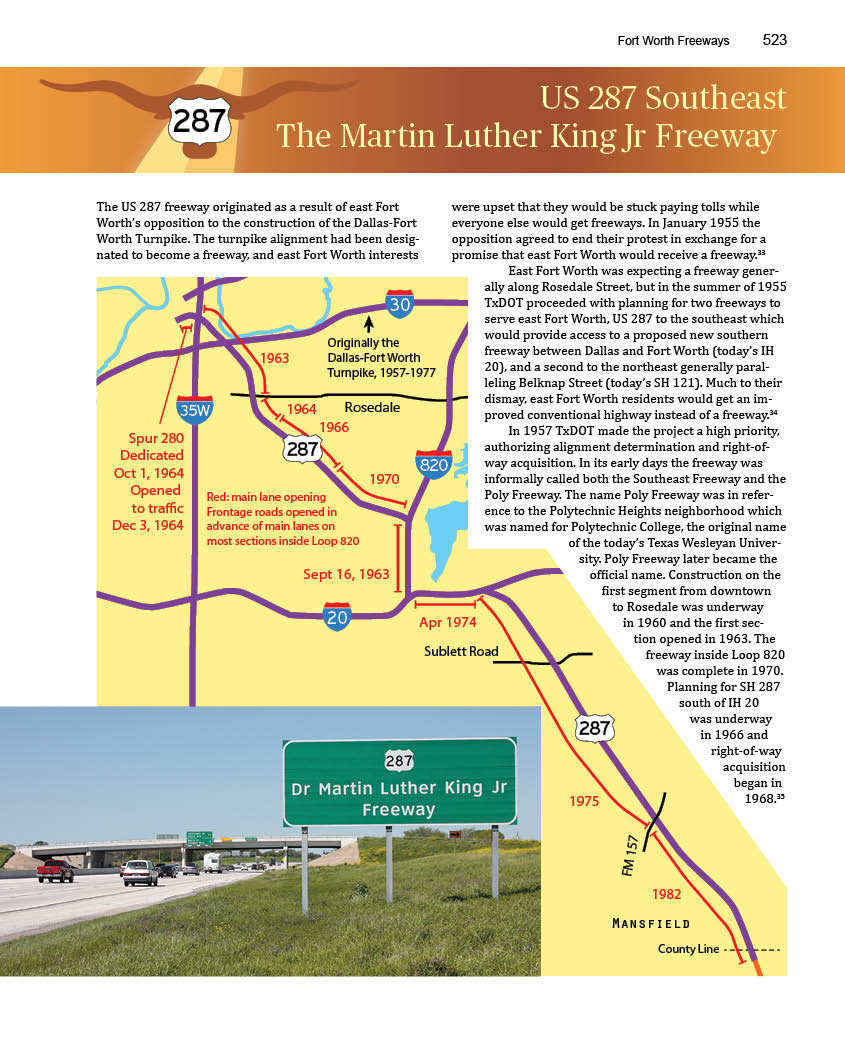 Fort Worth Freeways 523
287
US 287 Southeast
The Martin Luther King Jr Freeway
The US 287 freeway originated as a result of east Fort
Worth’s opposition to the construction of the Dallas-Fort
Worth Turnpike. The turnpike alignment had been desig-
nated to become a freeway, and east Fort Worth interests
were upset that they would be stuck paying tolls while
everyone else would get freeways. In January 1955 the
opposition agreed to end their protest in exchange for a
promise that east Fort Worth would receive a freeway.³³
East Fort Worth was expecting a freeway gener-
ally along Rosedale Street, but in the summer of 1955
TxDOT proceeded with planning for two freeways to
serve east Fort Worth, US 287 to the southeast which
would provide access to a proposed new southern
freeway between Dallas and Fort Worth (today’s IH
20), and a second to the northeast generally paral-
leling Belknap Street (today’s SH 121). Much to their
dismay, east Fort Worth residents would get an im-
proved conventional highway instead of a freeway.³⁴
In 1957 TxDOT made the project a high priority,
authorizing alignment determination and right-of-
way acquisition. In its early days the freeway was
informally called both the Southeast Freeway and the
Poly Freeway. The name Poly Freeway was in refer-
ence to the Polytechnic Heights neighborhood which
was named for Polytechnic College, the original name
of the today’s Texas Wesleyan Univer-
sity. Poly Freeway later became the
official name. Construction on the
first segment from downtown
to Rosedale was underway
in 1960 and the first sec-
tion opened in 1963. The
freeway inside Loop 820
was complete in 1970.
Planning for SH 287
south of IH 20
was underway
in 1966 and
right-of-way
acquisition
began in
1968.³⁵
30
Originally the
Dallas-Fort Worth
Turnpike, 1957-1977
1963
35W
1964
Rosedale
1966
287
820
1970
Spur 280
Dedicated
Oct 1, 1964
Opened
to traffic
Dec 3, 1964
Red: main lane opening
Frontage roads opened in
advance of main lanes on
most sections inside Loop 820
Sept 16, 1963
20
Apr 1974
Sublett Road
287
1975
FM 157
1982
MANSFIELD
County Line
287
Dr Martin Luther King Jr
Freeway